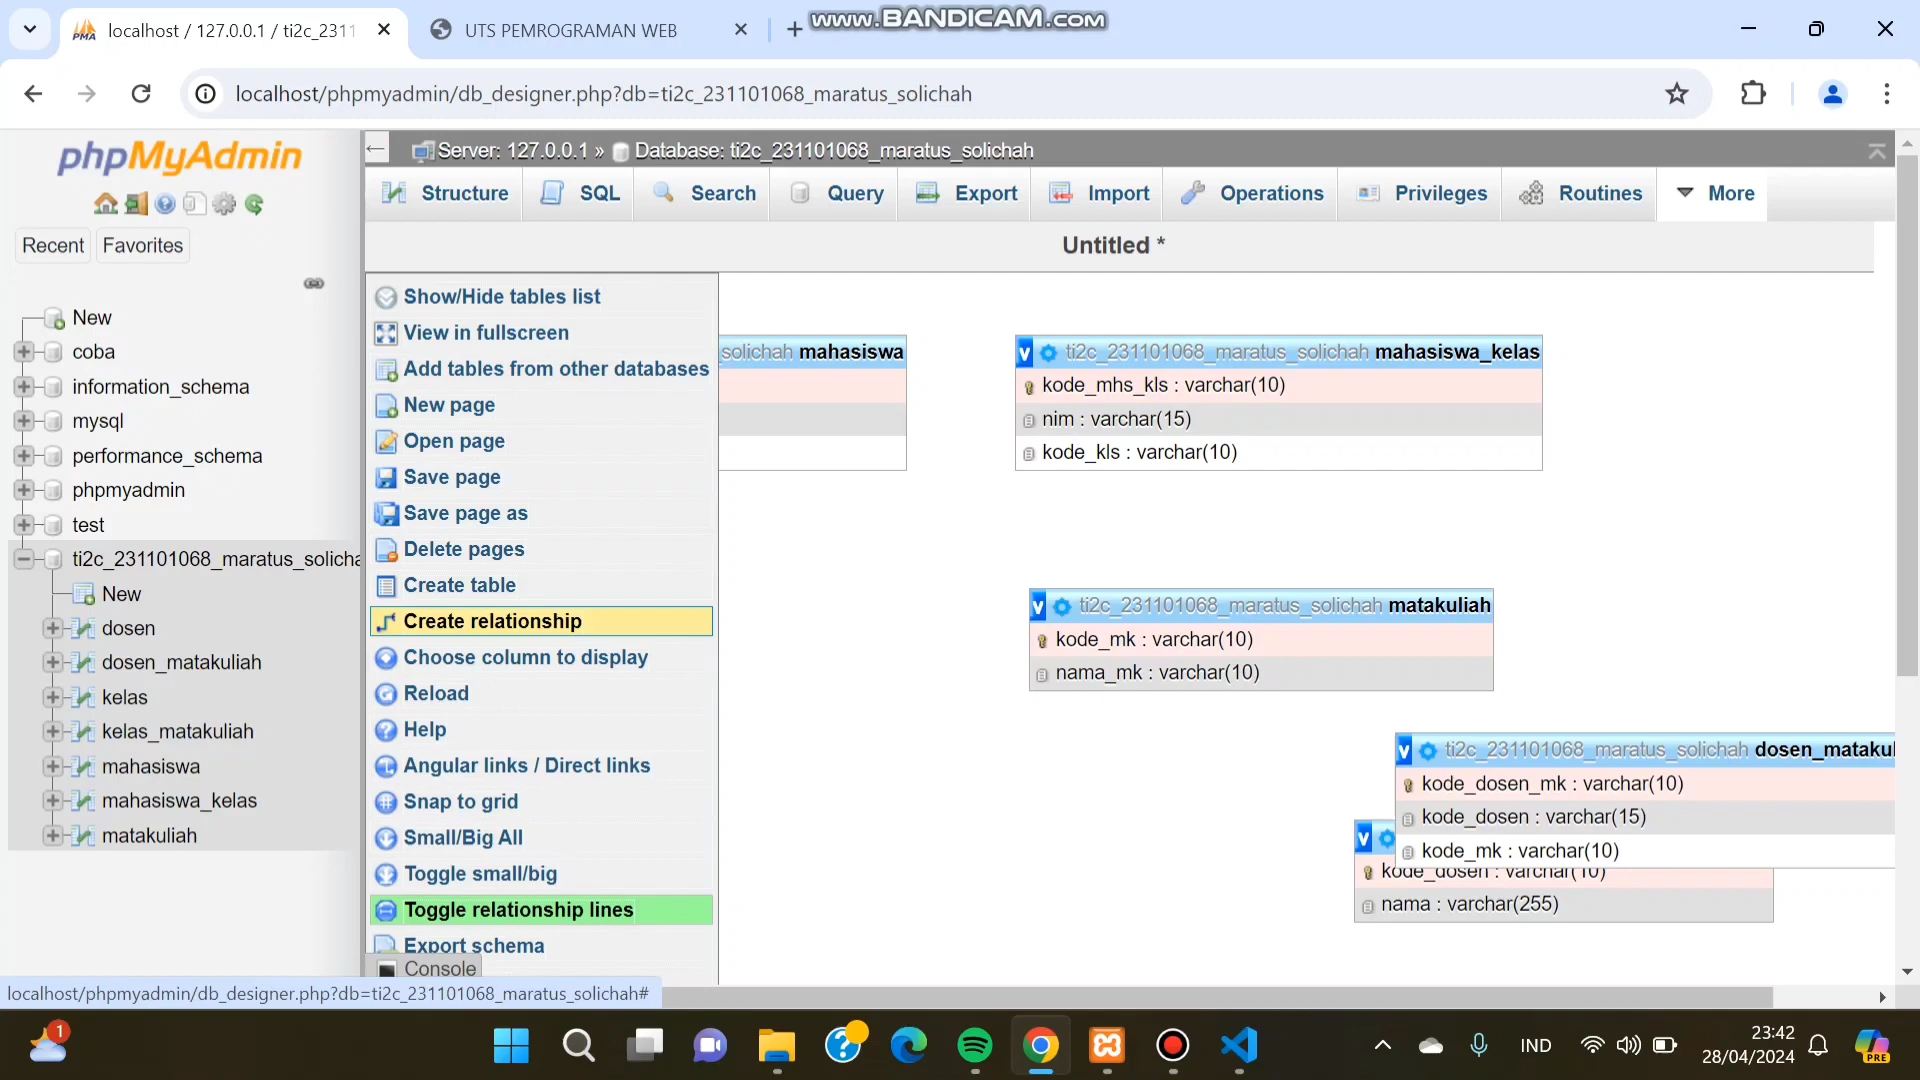 localhost / 127.0.0.1 / ti2c_2311
UTS PEMROGRAMAN WEB
www.BANDICAM.com
localhost/phpmyadmin/db_designer.php?db=ti2c_231101068_maratus_solichah
phpMyAdmin
Server: 127.0.0.1 » Database: ti2c_231101068_maratus_solichah
Structure
SQL
Search
Query
Export
Import
Operations
Privileges
Routines
More
Recent
Favorites
Untitled *
New
coba
information_schema
mysql
performance_schema
phpmyadmin
test
ti2c_231101068_maratus_solicha
New
dosen
dosen_matakuliah
kelas
kelas_matakuliah
mahasiswa
mahasiswa_kelas
matakuliah
Show/Hide tables list
View in fullscreen
Add tables from other databases
New page
Open page
Save page
Save page as
Delete pages
Create table
Create relationship
Choose column to display
Reload
Help
Angular links / Direct links
Snap to grid
Small/Big All
Toggle small/big
Toggle relationship lines
Export schema
Console
solichah mahasiswa
v ti2c_231101068_maratus_solichah mahasiswa_kelas
kode_mhs_kls : varchar(10)
nim : varchar(15)
kode_kls : varchar(10)
v ti2c_231101068_maratus_solichah matakuliah
kode_mk : varchar(10)
nama_mk : varchar(10)
v ti2c_231101068_maratus_solichah dosen_matakul
kode_dosen_mk : varchar(10)
kode_dosen : varchar(15)
kode_mk : varchar(10)
v
kode_dosen : varchar(10)
nama : varchar(255)
localhost/phpmyadmin/db_designer.php?db=ti2c_231101068_maratus_solichah#
1
IND
23:42
28/04/2024
PRE